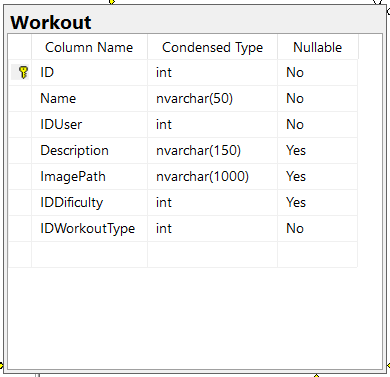 Workout
Column Name Condensed Type Nullable
ID int No
Name nvarchar(50) No
IDUser int No
Description nvarchar(150) Yes
ImagePath nvarchar(1000) Yes
IDDificulty int Yes
IDWorkoutType int No